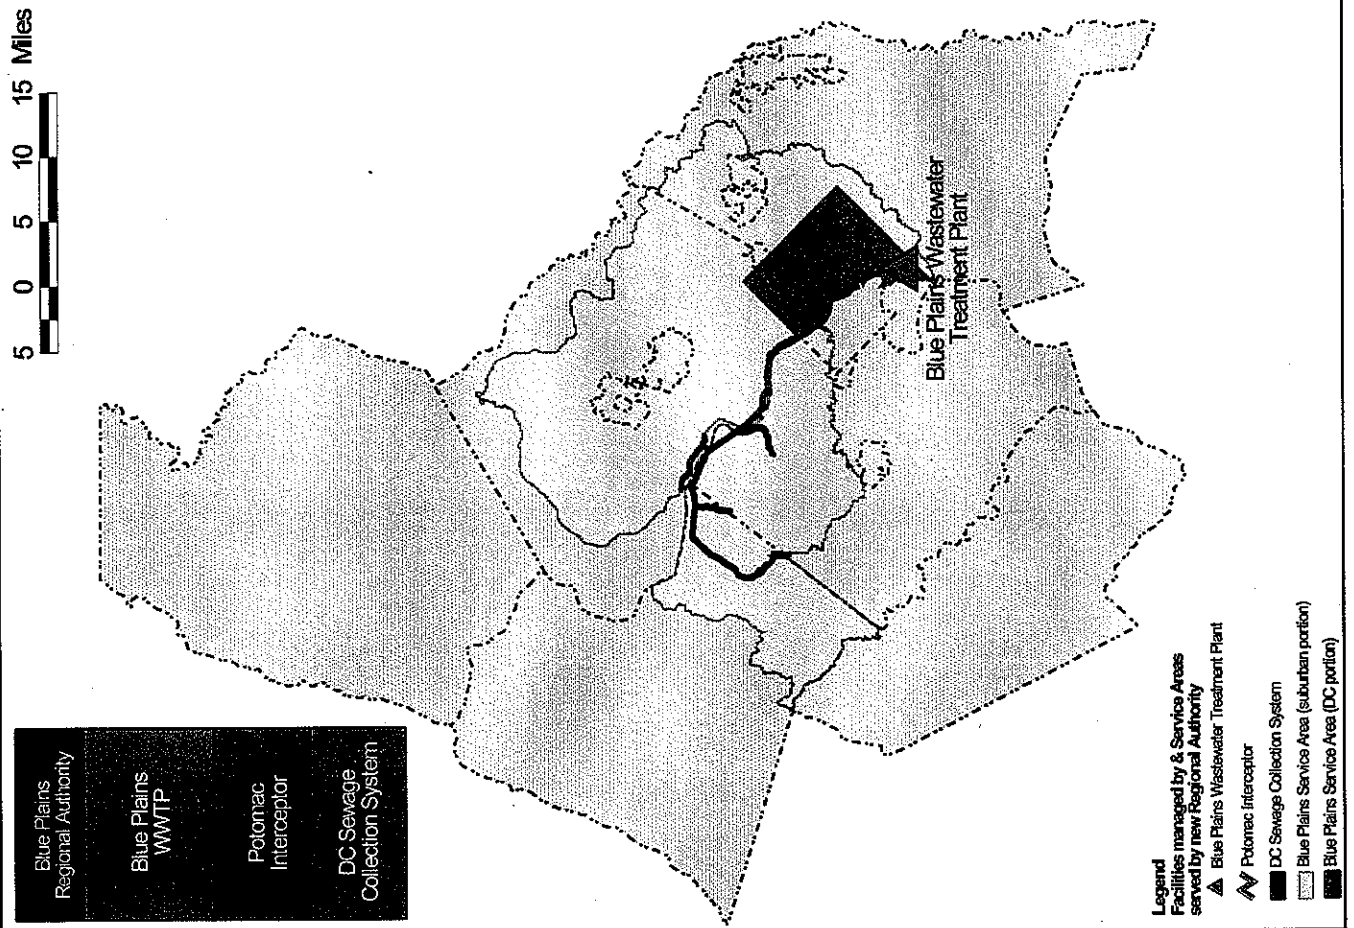 5 0 5 10 15 Miles
Blue Plains
Regional Authority
Blue Plains
WWTP
Potomac
Interceptor
DC Sewage
Collection System
Blue Plains Wastewater
Treatment Plant
Legend
Facilities managed by & Service Areas
served by new Regional Authority
Blue Plains Wastewater Treatment Plant
Potomac Interceptor
DC Sewage Collection System
Blue Plains Service Area (suburban portion)
Blue Plains Service Area (DC portion)